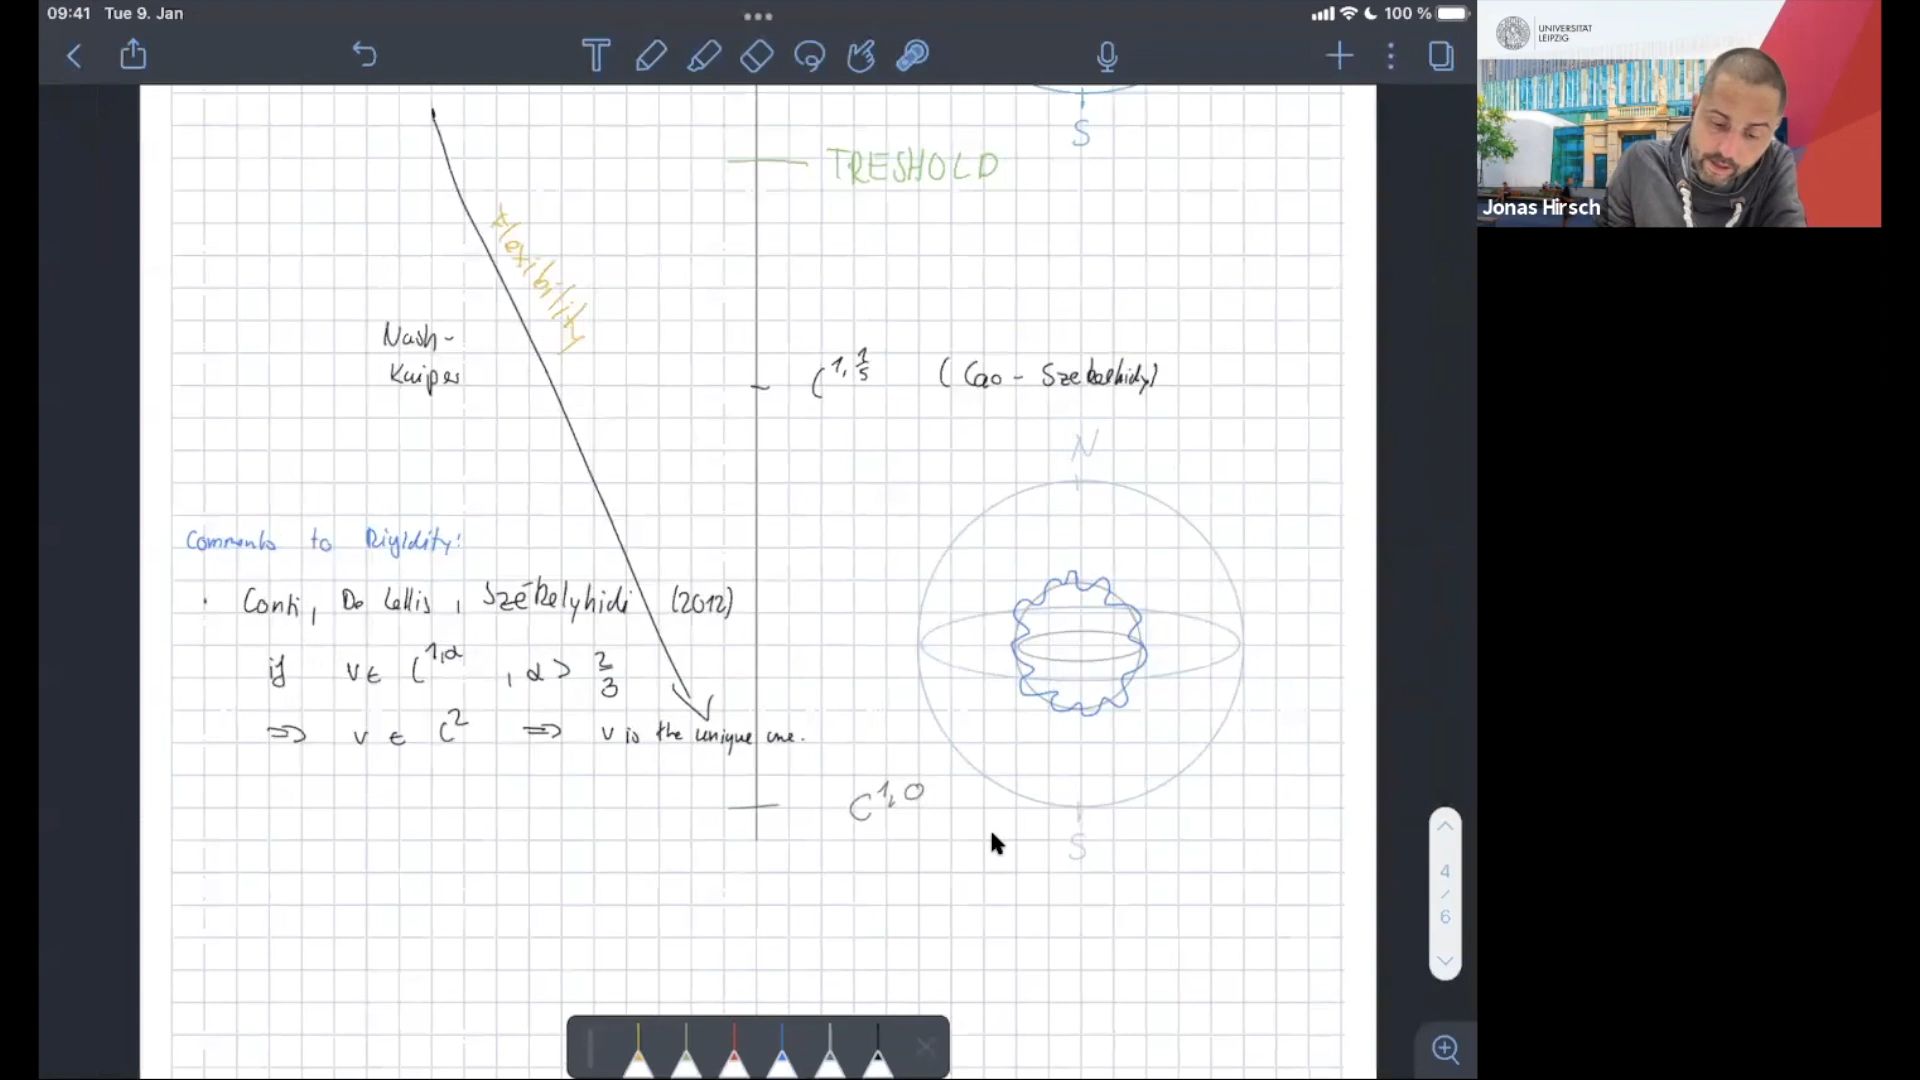 09:41 Tue 9. Jan
100 %
UNIVERSITÄT
LEIPZIG
Jonas Hirsch
S
TRESHOLD
flexibility
Nash-
Kuiper
C^{1,1/5} (Cao - Székelhidy)
N
Comments to Rigidity:
· Conti, De Lellis, Székelyhidi (2012)
if v ∈ C^{1,α}, α > 2/3
⇒ v ∈ C^2 ⇒ v is the unique one.
C^{1,0}
S
4
/
6